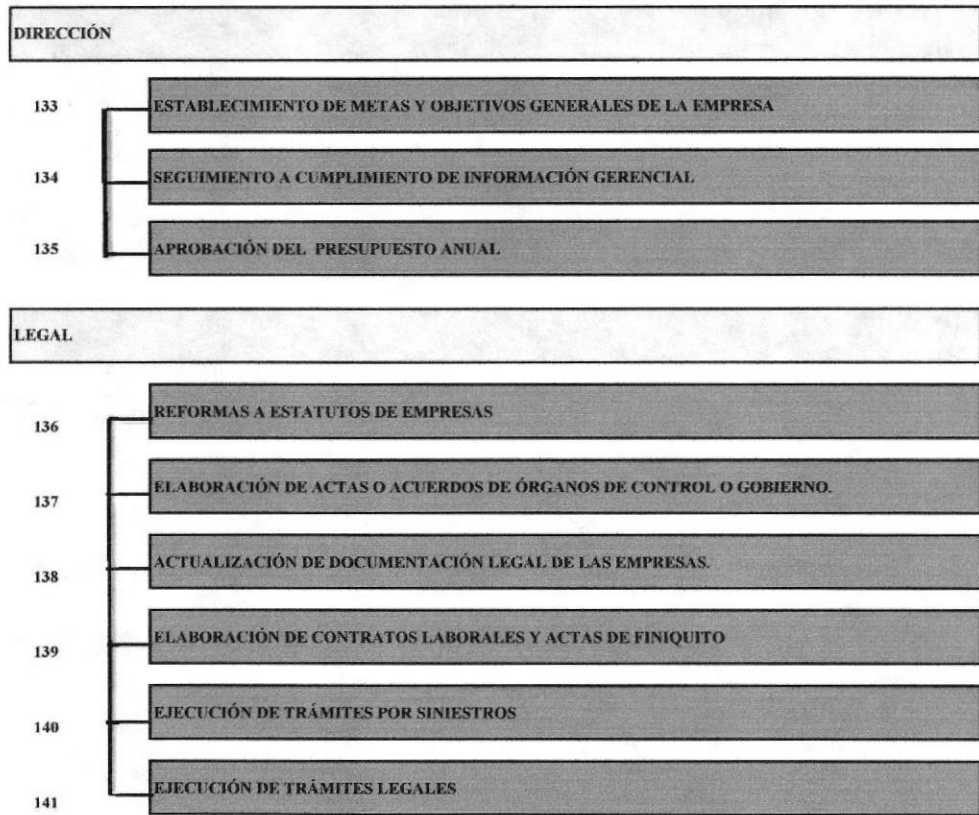 DIRECCIÓN
133 ESTABLECIMIENTO DE METAS Y OBJETIVOS GENERALES DE LA EMPRESA
134 SEGUIMIENTO A CUMPLIMIENTO DE INFORMACIÓN GERENCIAL
135 APROBACIÓN DEL PRESUPUESTO ANUAL
LEGAL
136 REFORMAS A ESTATUTOS DE EMPRESAS
137 ELABORACIÓN DE ACTAS O ACUERDOS DE ÓRGANOS DE CONTROL O GOBIERNO.
138 ACTUALIZACIÓN DE DOCUMENTACIÓN LEGAL DE LAS EMPRESAS.
139 ELABORACIÓN DE CONTRATOS LABORALES Y ACTAS DE FINIQUITO
140 EJECUCIÓN DE TRÁMITES POR SINIESTROS
141 EJECUCIÓN DE TRÁMITES LEGALES